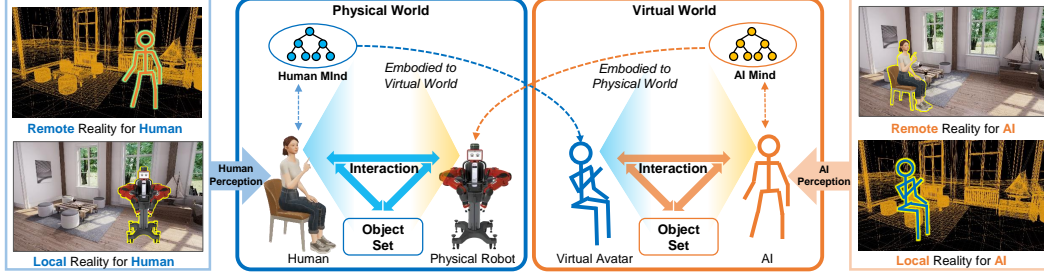 Remote Reality for Human
Local Reality for Human
Human
Perception
Physical World
Human MInd
Embodied to
Virtual World
Interaction
Object
Set
Human
Physical Robot
Virtual World
AI Mind
Embodied to
Physical World
Interaction
Object
Set
Virtual Avatar
AI
AI
Perception
Remote Reality for AI
Local Reality for AI